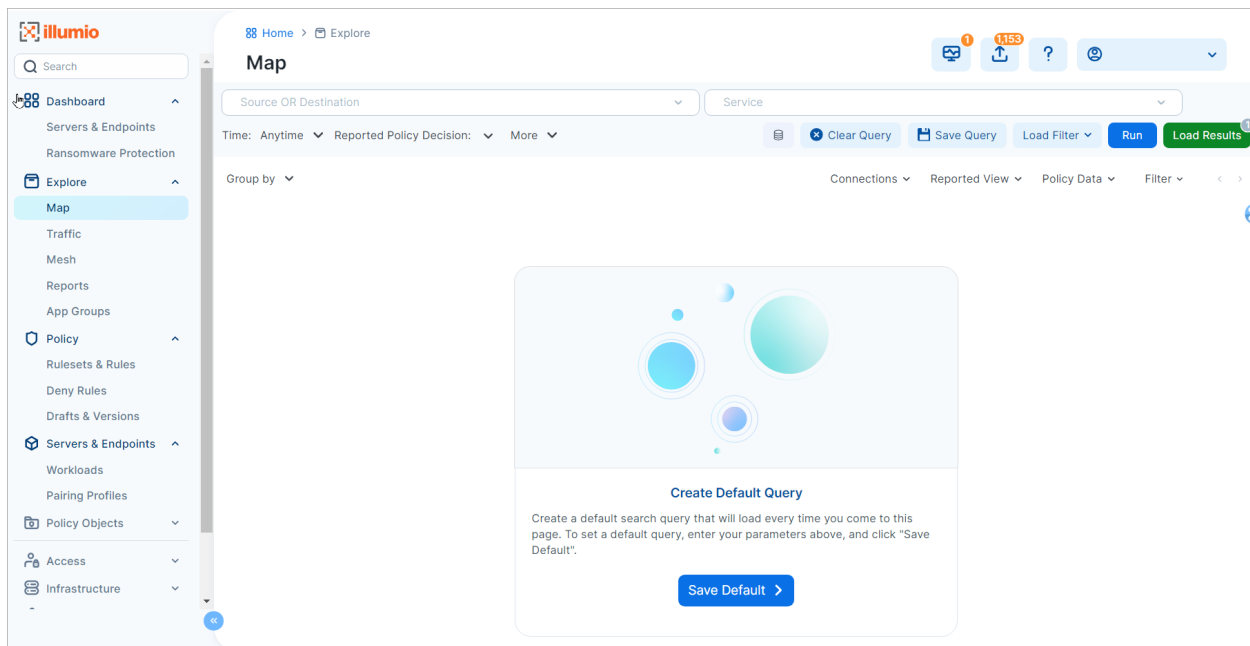 illumio
Search
Dashboard
Servers & Endpoints
Ransomware Protection
Explore
Map
Traffic
Mesh
Reports
App Groups
Policy
Rulesets & Rules
Deny Rules
Drafts & Versions
Servers & Endpoints
Workloads
Pairing Profiles
Policy Objects
Access
Infrastructure
Home > Explore
Map
1
1,153
?
Source OR Destination
Service
Time: Anytime Reported Policy Decision: More
Clear Query Save Query Load Filter Run Load Results
Group by
Connections Reported View Policy Data Filter
Create Default Query
Create a default search query that will load every time you come to this
page. To set a default query, enter your parameters above, and click "Save
Default".
Save Default